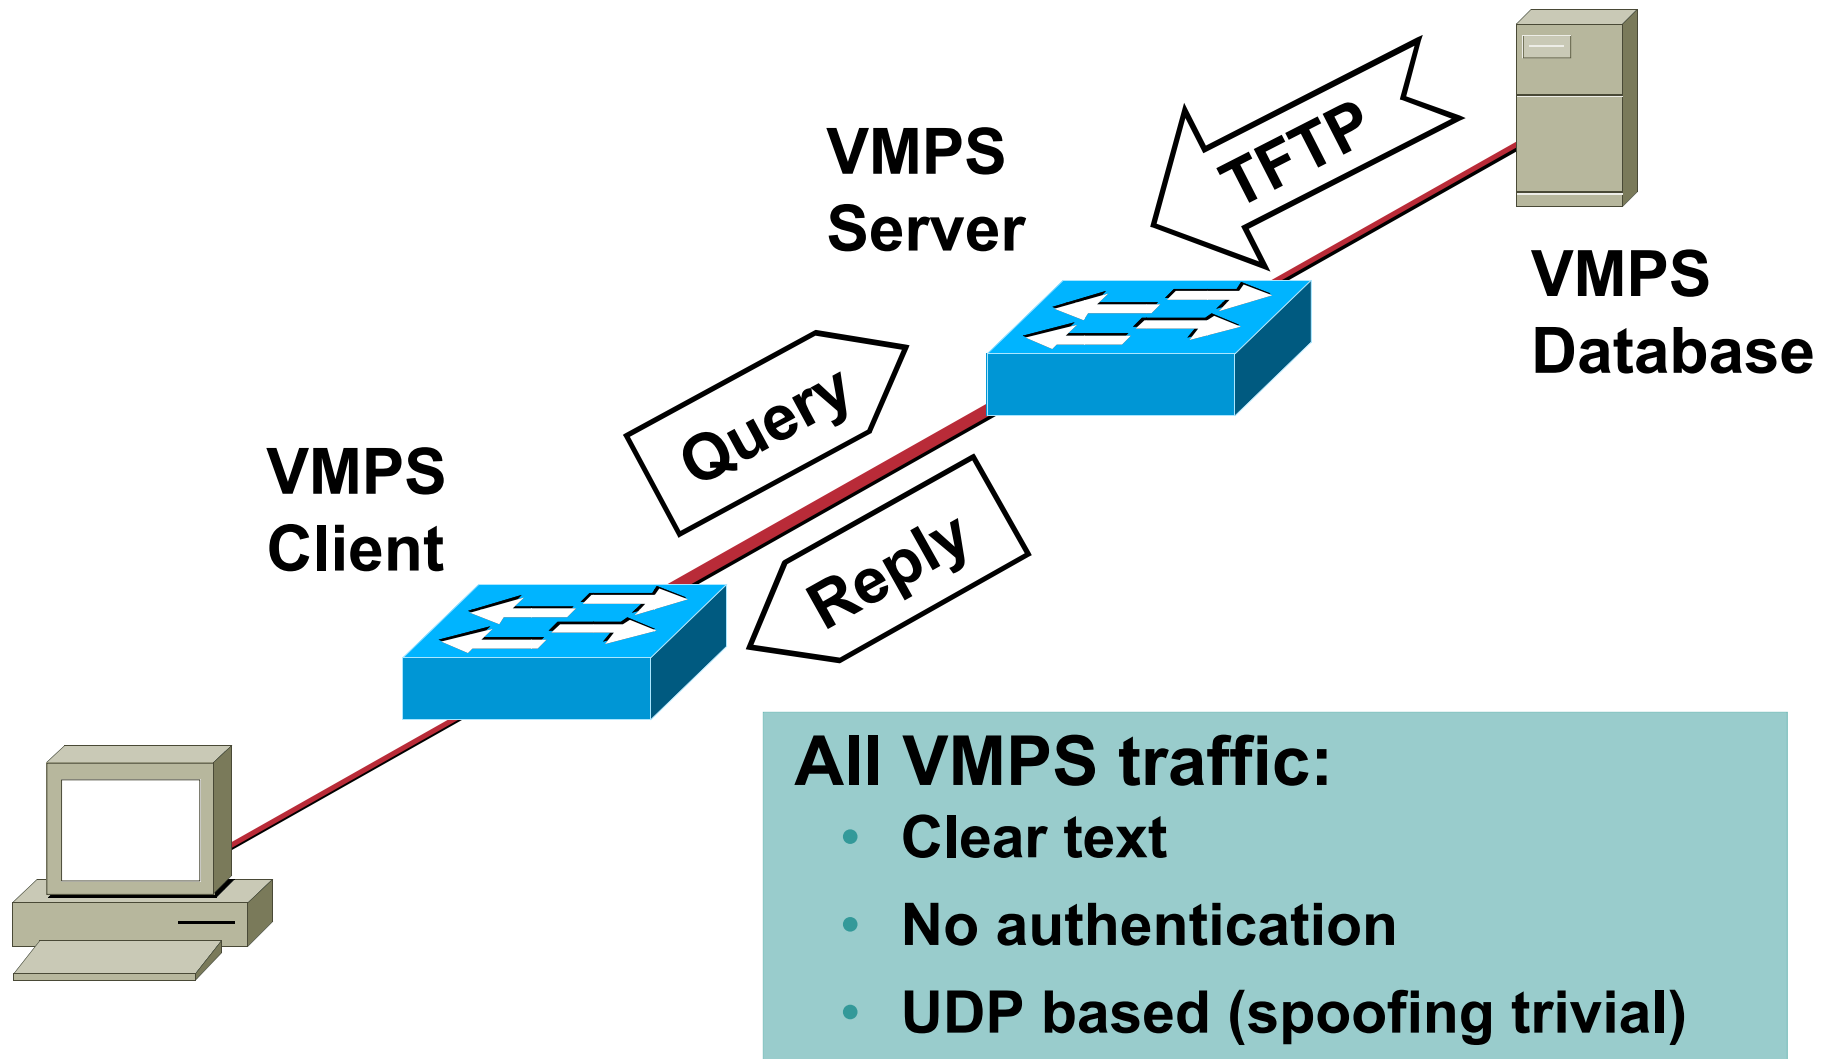 TFTP
VMPS
Server
VMPS
Database
Query
VMPS
Client
Reply
All VMPS traffic:
• Clear text
• No authentication
• UDP based (spoofing trivial)